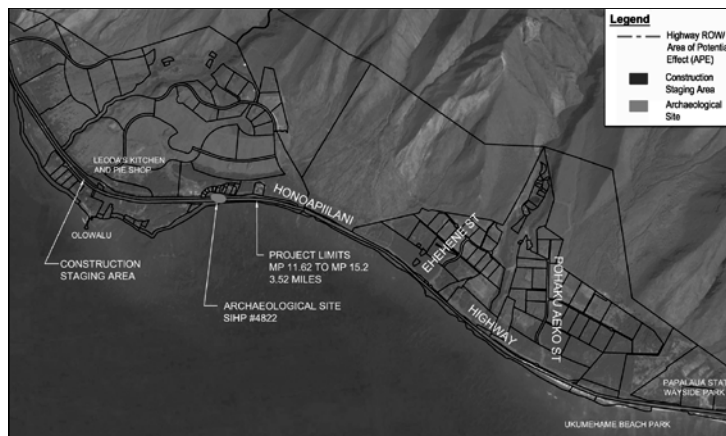 Legend
Highway ROW/
Area of Potential
Effect (APE)
Construction
Staging Area
Archaeological
Site
LEODA'S KITCHEN
AND PIE SHOP
OLOWALU
CONSTRUCTION
STAGING AREA
HONOAPIILANI
PROJECT LIMITS
MP 11.62 TO MP 15.2
3.52 MILES
ARCHAEOLOGICAL SITE
SIHP #4822
EHEHENE ST
POHAKU AEKO ST
HIGHWAY
PAPALAUA STAT
WAYSIDE PARK
UKUMEHAME BEACH PARK